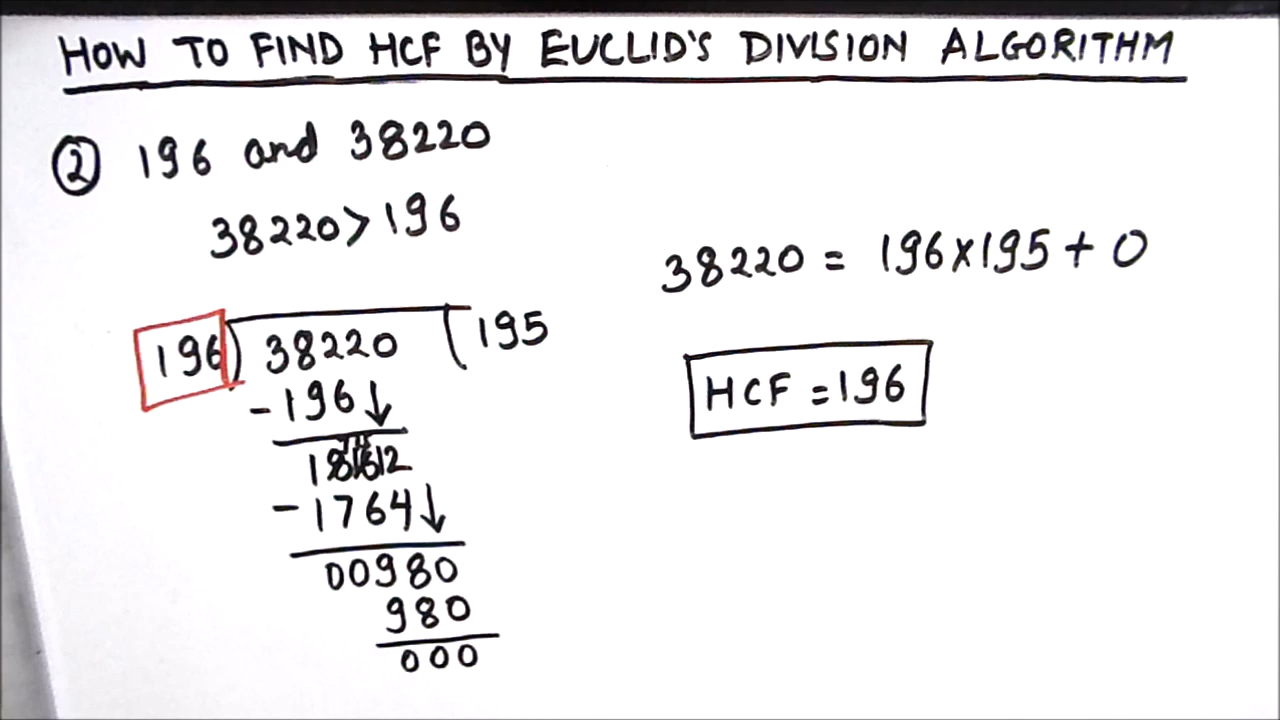 HOW TO FIND HCF BY EUCLID'S DIVISION ALGORITHM
② 196 and 38220
38220 > 196
196) 38220 (195
-196↓
-1764↓
00980
980
000
38220 = 196×195 + 0
HCF = 196